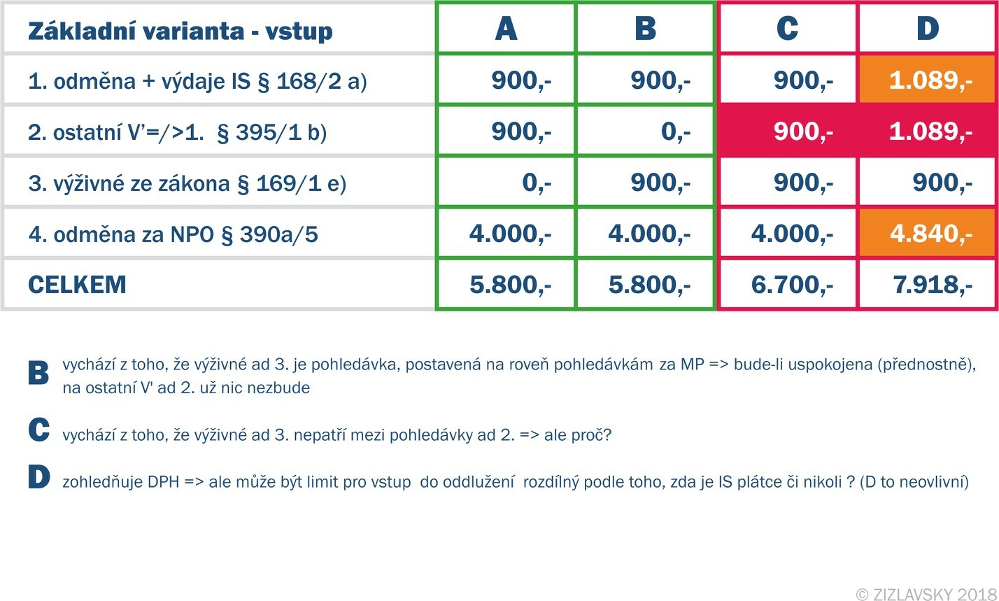 Základní varianta - vstup A B C D
1. odměna + výdaje IS § 168/2 a) 900,- 900,- 900,- 1.089,-
2. ostatní V’=/>1. § 395/1 b) 900,- 0,- 900,- 1.089,-
3. výživné ze zákona § 169/1 e) 0,- 900,- 900,- 900,-
4. odměna za NPO § 390a/5 4.000,- 4.000,- 4.000,- 4.840,-
CELKEM 5.800,- 5.800,- 6.700,- 7.918,-
B vychází z toho, že výživné ad 3. je pohledávka, postavená na roveň pohledávkám za MP => bude-li uspokojena (přednostně),
na ostatní V' ad 2. už nic nezbude
C vychází z toho, že výživné ad 3. nepatří mezi pohledávky ad 2. => ale proč?
D zohledňuje DPH => ale může být limit pro vstup do oddlužení rozdílný podle toho, zda je IS plátce či nikoli ? (D to neovlivní)
© ZIZLAVSKY 2018